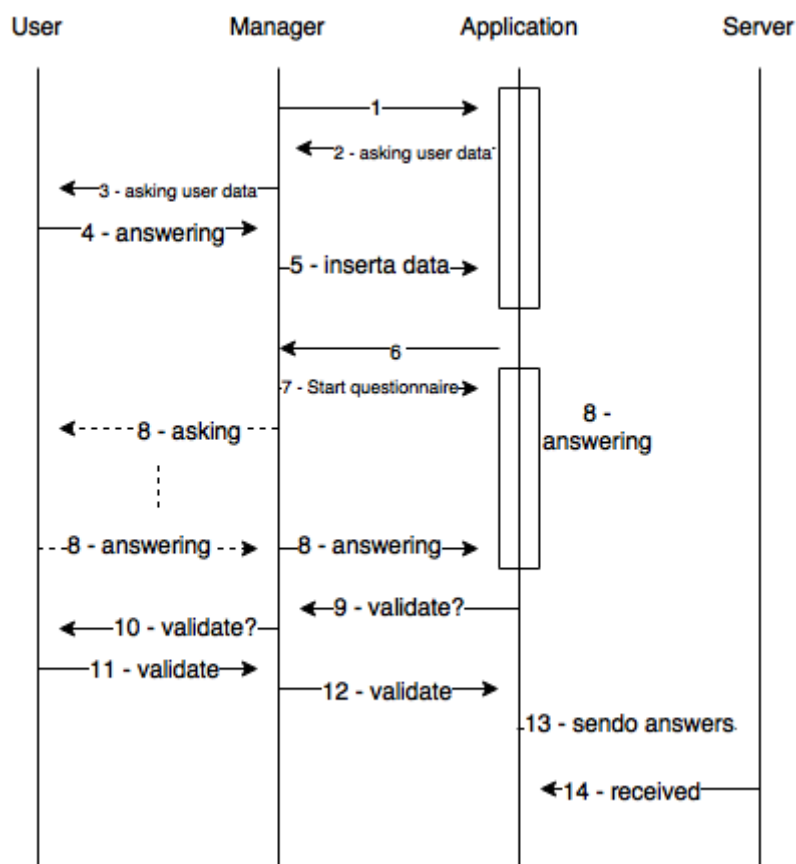 User
Manager
Application
Server
1
2 - asking user data
3 - asking user data
4 - answering
5 - inserta data
6
7 - Start questionnaire
8 - asking
8 -
answering
8 - answering
8 - answering
9 - validate?
10 - validate?
11 - validate
12 - validate
13 - sendo answers
14 - received